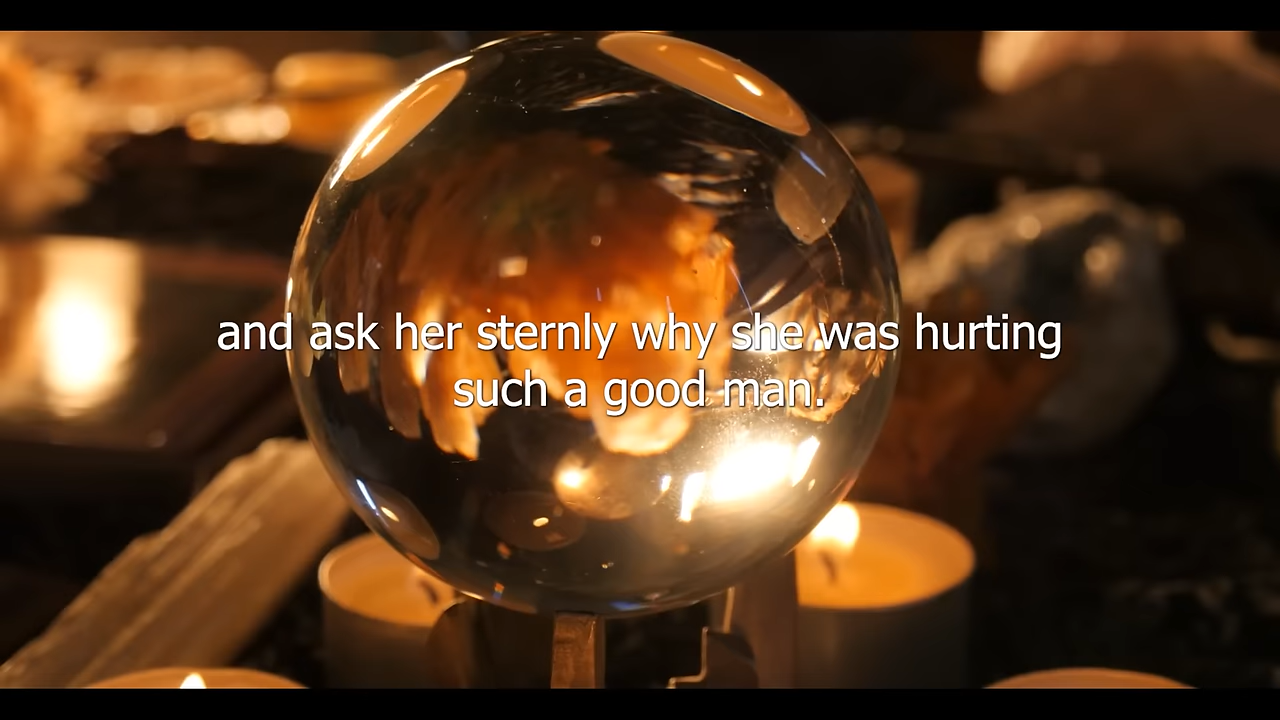 and ask her sternly why she was hurting
such a good man.